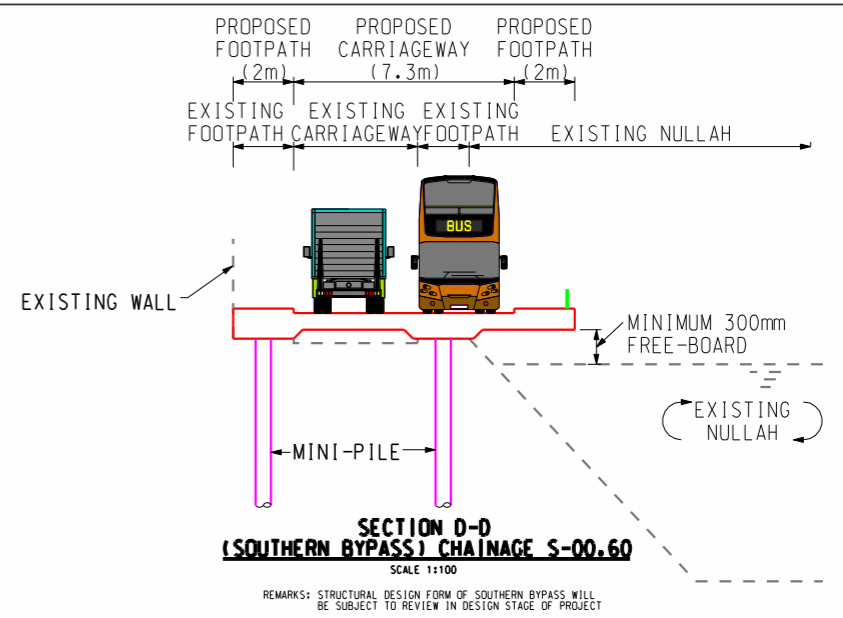 PROPOSED
FOOTPATH
(2m)
PROPOSED
CARRIAGEWAY
(7.3m)
PROPOSED
FOOTPATH
(2m)
EXISTING
FOOTPATH
EXISTING
CARRIAGEWAY
EXISTING
FOOTPATH
EXISTING NULLAH
BUS
EXISTING WALL
MINIMUM 300mm
FREE-BOARD
EXISTING
NULLAH
MINI-PILE
SECTION D-D
(SOUTHERN BYPASS) CHAINAGE S-00.60
SCALE 1:100
REMARKS: STRUCTURAL DESIGN FORM OF SOUTHERN BYPASS WILL
BE SUBJECT TO REVIEW IN DESIGN STAGE OF PROJECT